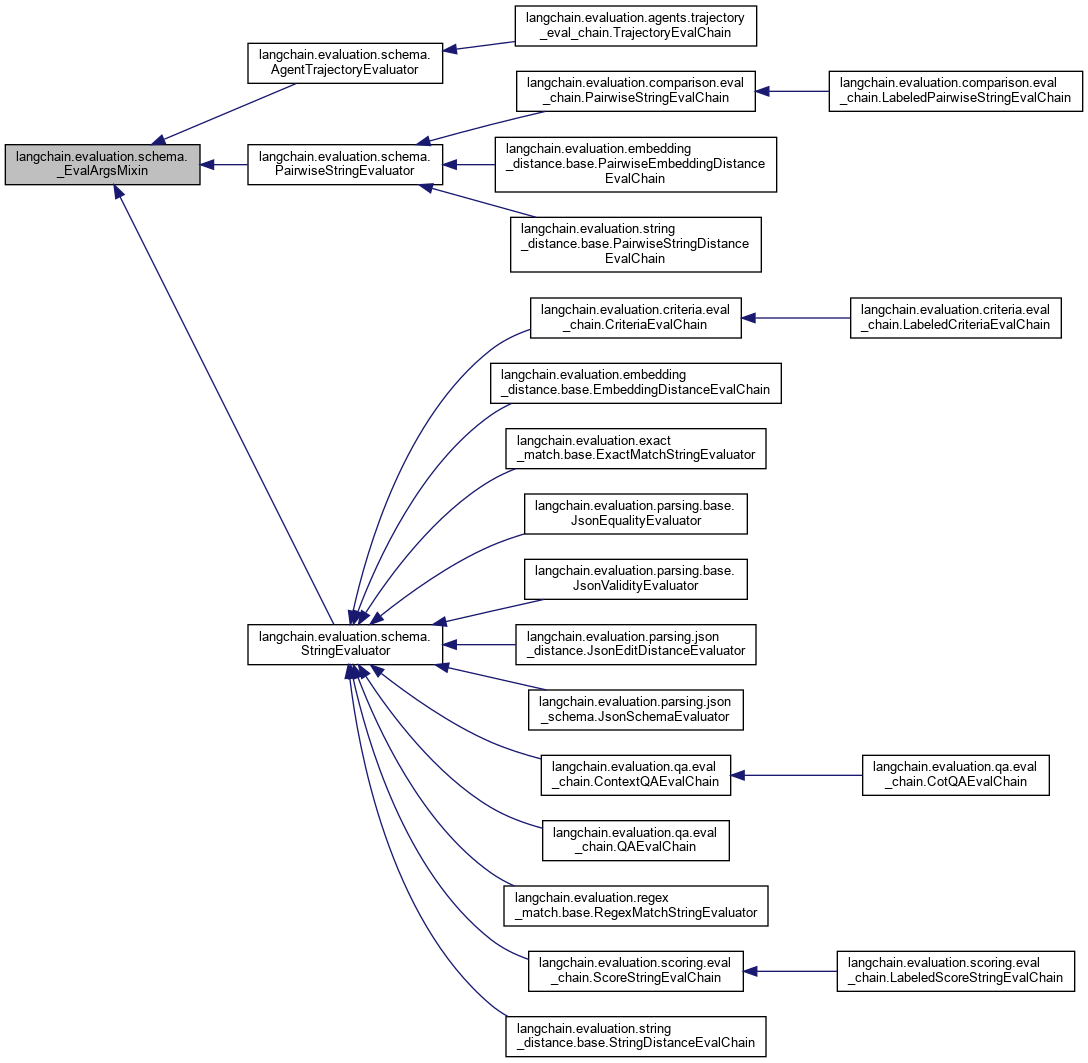 langchain.evaluation.schema.
_EvalArgsMixin
langchain.evaluation.schema.
AgentTrajectoryEvaluator
langchain.evaluation.agents.trajectory
_eval_chain.TrajectoryEvalChain
langchain.evaluation.schema.
PairwiseStringEvaluator
langchain.evaluation.comparison.eval
_chain.PairwiseStringEvalChain
langchain.evaluation.comparison.eval
_chain.LabeledPairwiseStringEvalChain
langchain.evaluation.embedding
_distance.base.PairwiseEmbeddingDistance
EvalChain
langchain.evaluation.string
_distance.base.PairwiseStringDistance
EvalChain
langchain.evaluation.schema.
StringEvaluator
langchain.evaluation.criteria.eval
_chain.CriteriaEvalChain
langchain.evaluation.criteria.eval
_chain.LabeledCriteriaEvalChain
langchain.evaluation.embedding
_distance.base.EmbeddingDistanceEvalChain
langchain.evaluation.exact
_match.base.ExactMatchStringEvaluator
langchain.evaluation.parsing.base.
JsonEqualityEvaluator
langchain.evaluation.parsing.base.
JsonValidityEvaluator
langchain.evaluation.parsing.json
_distance.JsonEditDistanceEvaluator
langchain.evaluation.parsing.json
_schema.JsonSchemaEvaluator
langchain.evaluation.qa.eval
_chain.ContextQAEvalChain
langchain.evaluation.qa.eval
_chain.CotQAEvalChain
langchain.evaluation.qa.eval
_chain.QAEvalChain
langchain.evaluation.regex
_match.base.RegexMatchStringEvaluator
langchain.evaluation.scoring.eval
_chain.ScoreStringEvalChain
langchain.evaluation.scoring.eval
_chain.LabeledScoreStringEvalChain
langchain.evaluation.string
_distance.base.StringDistanceEvalChain